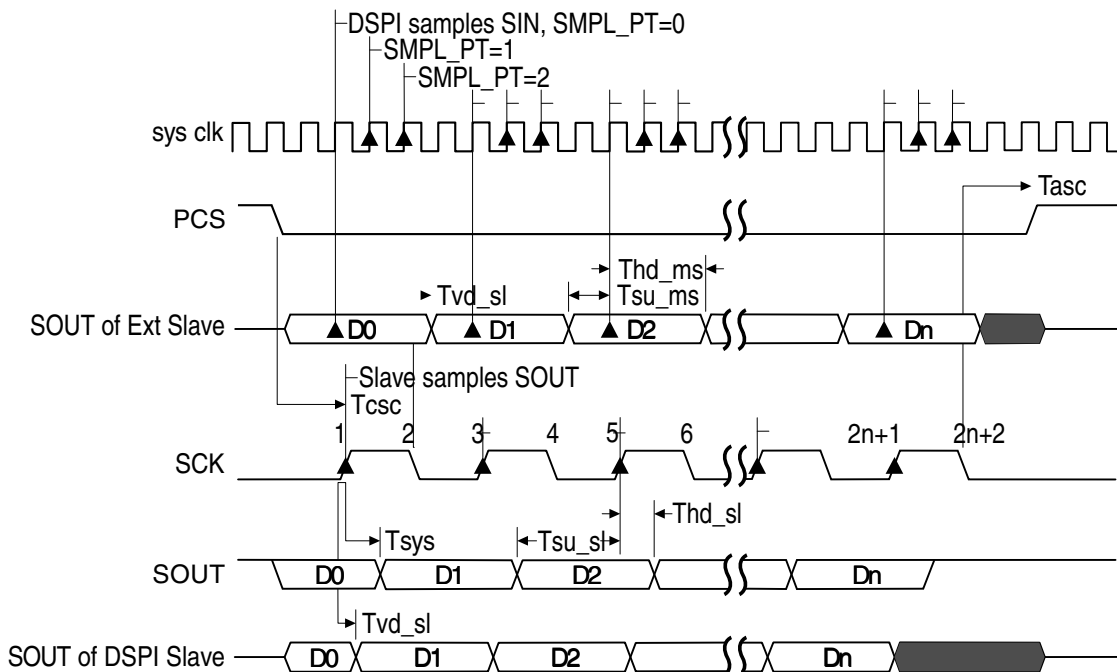 DSPI samples SIN, SMPL_PT=0
SMPL_PT=1
SMPL_PT=2
sys clk
Tasc
PCS
Thd_ms
Tvd_sl
Tsu_ms
SOUT of Ext Slave
D0
D1
D2
Dn
Slave samples SOUT
Tcsc
1
2
3
4
5
6
2n+1
2n+2
SCK
Thd_sl
Tsys
Tsu_sl
SOUT
D0
D1
D2
Dn
Tvd_sl
SOUT of DSPI Slave
D0
D1
D2
Dn